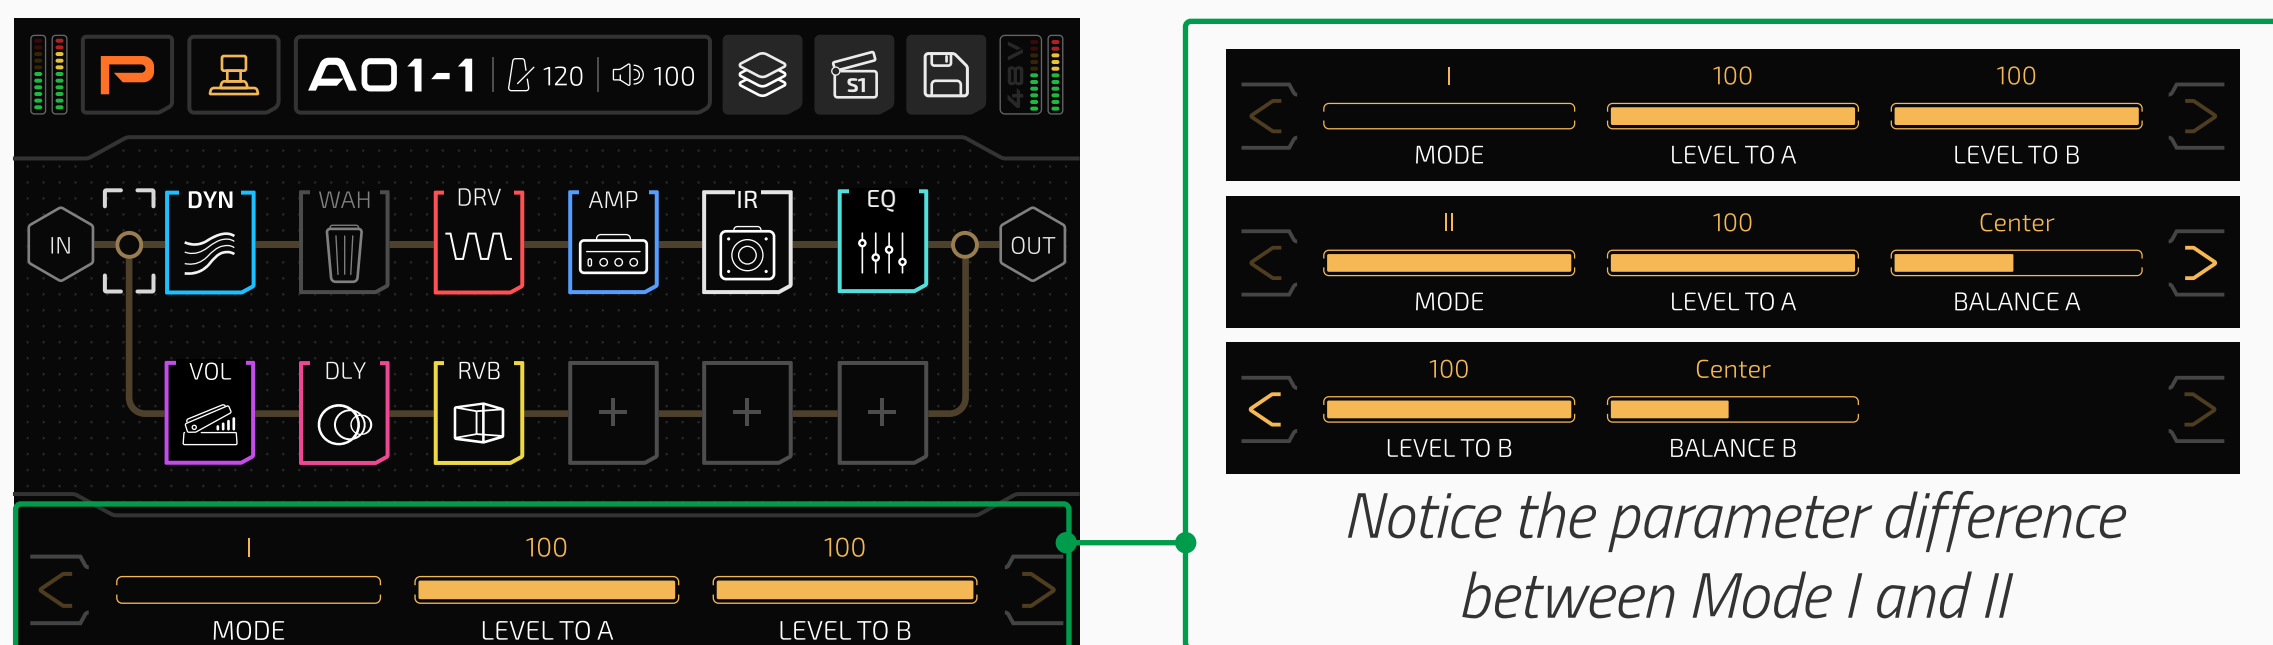 A01-1 120 100 S1 48V
DYN WAH DRV AMP IR EQ
IN OUT
VOL DLY RVB
I 100 100
MODE LEVEL TO A LEVEL TO B
I 100 100
MODE LEVEL TO A LEVEL TO B
II 100 Center
MODE LEVEL TO A BALANCE A
100 Center
LEVEL TO B BALANCE B
Notice the parameter difference
between Mode I and II